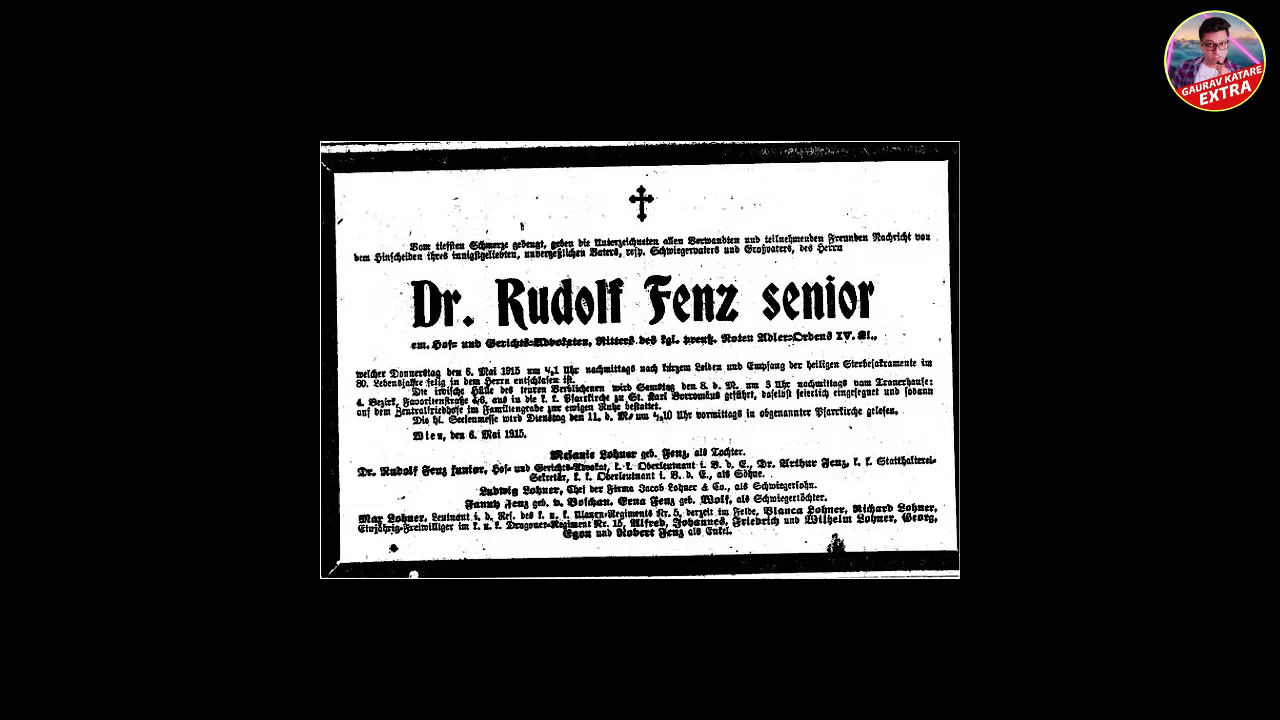 GAURAV KATARE
EXTRA
Vom tiefsten Schmerze gebeugt, geben die Unterzeichneten allen Verwandten und teilnehmenden Freunden Nachricht von
dem Hinscheiden ihres innigstgeliebten, unvergeßlichen Vaters, resp. Schwiegervaters und Großvaters, des Herrn
Dr. Rudolf Fenz senior
em. Hof= und Gerichts=Advokaten, Ritters des kgl. preuß. Roten Adler=Ordens IV. Kl.,
welcher Donnerstag den 6. Mai 1915 um Uhr nachmittags nach kurzem Leiden und Empfang der heiligen Sterbesakramente im
80. Lebensjahre selig in dem Herrn entschlafen ist.
Die irdische Hülle des teuren Verblichenen wird Samstag den 8. d. M. um 3 Uhr nachmittags vom Trauerhause:
4. Bezirk, Favoritenstraße aus in die k. k. Pfarrkirche zu St. Karl Borromäus geführt, daselbst feierlich eingesegnet und sodann
auf dem Zentralfriedhofe im Familiengrabe zur ewigen Ruhe bestattet.
Die hl. Seelenmesse wird Dienstag den 11. d. M. um 1/210 Uhr vormittags in obgenannter Pfarrkirche gelesen.
Wien, den 6. Mai 1915.
Melanie Lohner geb. Fenz, als Tochter.
Dr. Rudolf Fenz junior, Hof= und Gerichts=Advokat, k. k. Oberleutnant i. V. d. E., Dr. Arthur Fenz, k. k. Statthalterei=
Sekretär, k. k. Oberleutnant i. V. d. E., als Söhne.
Ludwig Lohner, Chef der Firma Jacob Lohner & Co., als Schwiegersohn.
Fanny Fenz geb. v. Boschan, Erna Fenz geb. Wolf, als Schwiegertöchter.
Max Lohner, Leutnant i. d. Res. des k. u. k. Ulanen=Regiments Nr. 5, derzeit im Felde, Bianca Lohner, Richard Lohner,
Einjährig=Freiwilliger im k. u. k. Dragoner=Regiment Nr. 15, Alfred, Johannes, Friedrich und Wilhelm Lohner, Georg,
Egon und Robert Fenz als Enkel.